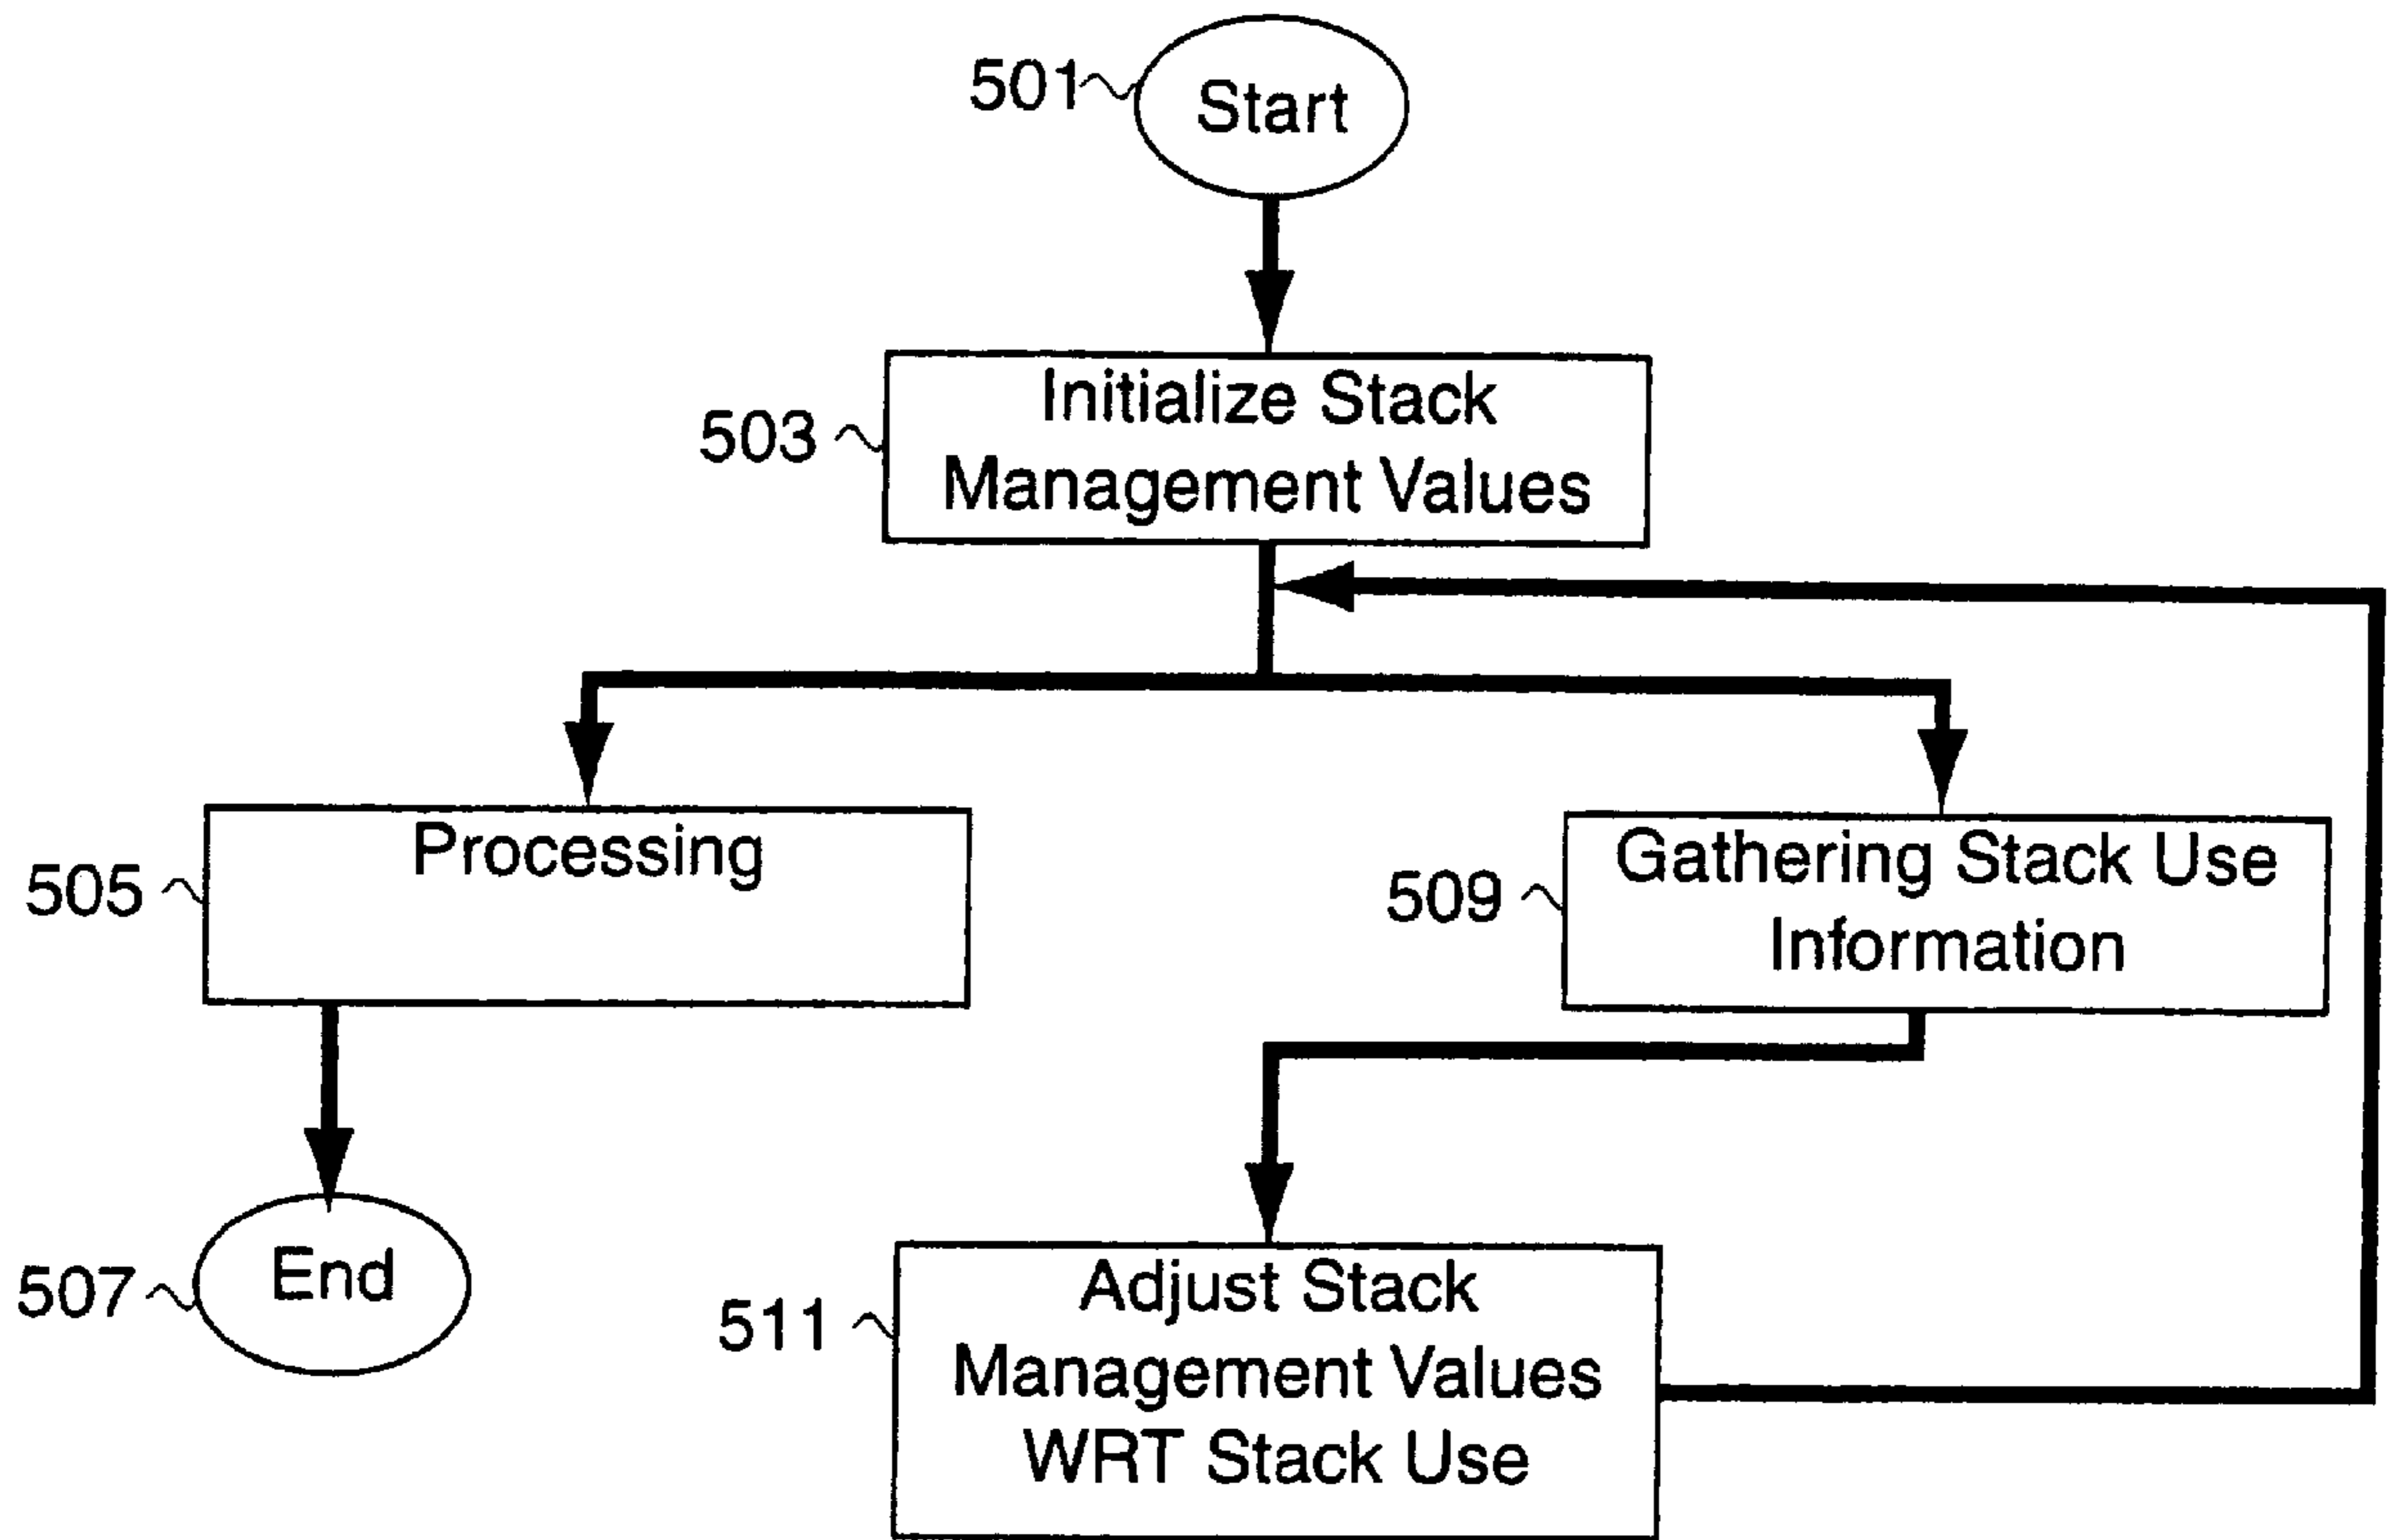 501
Start
503
Initialize Stack
Management Values
505
Processing
509
Gathering Stack Use
Information
507
End
511
Adjust Stack
Management Values
WRT Stack Use